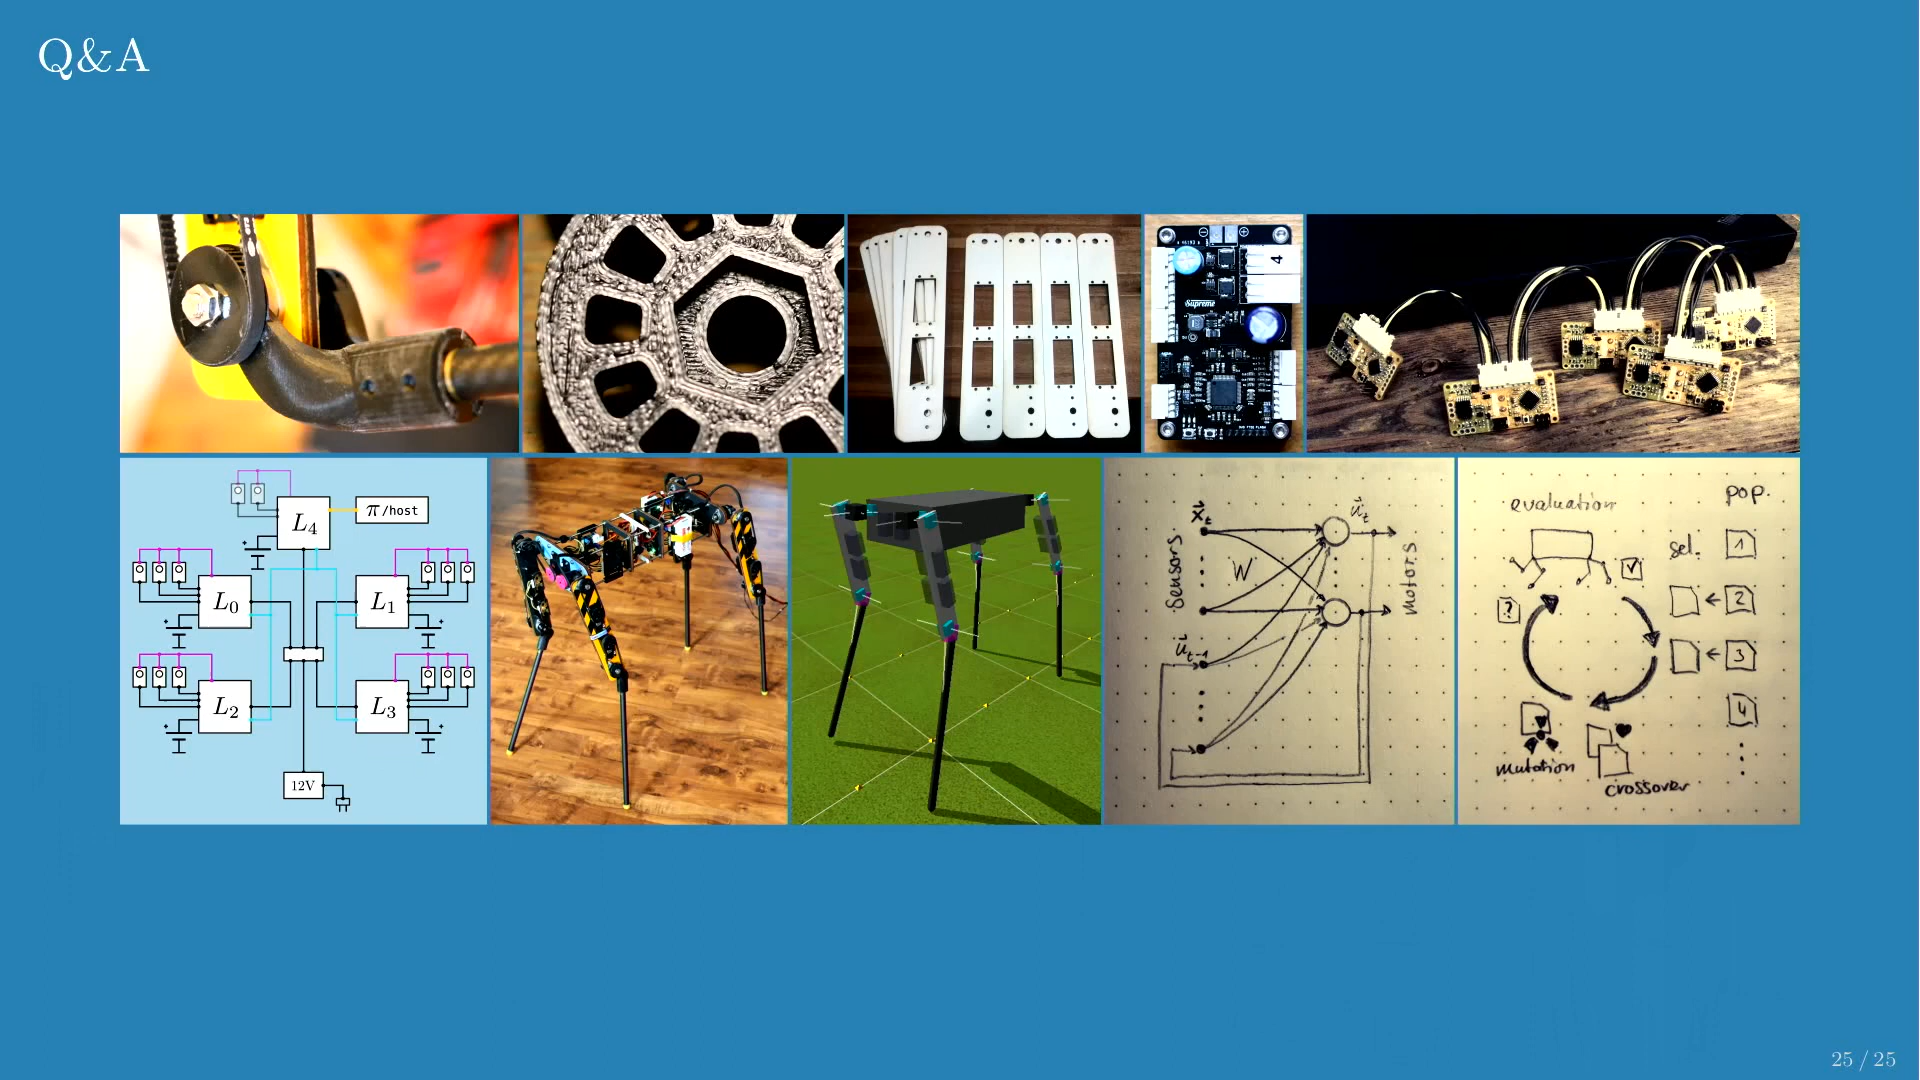 Q&A
4
Supreme
L4
π/host
L0
L1
L2
L3
12V
x⃗t
u⃗t
Sensors
W
Motors
u⃗t-1
evaluation
pop.
sel.
1
2
?
3
4
mutation
crossover
25 / 25